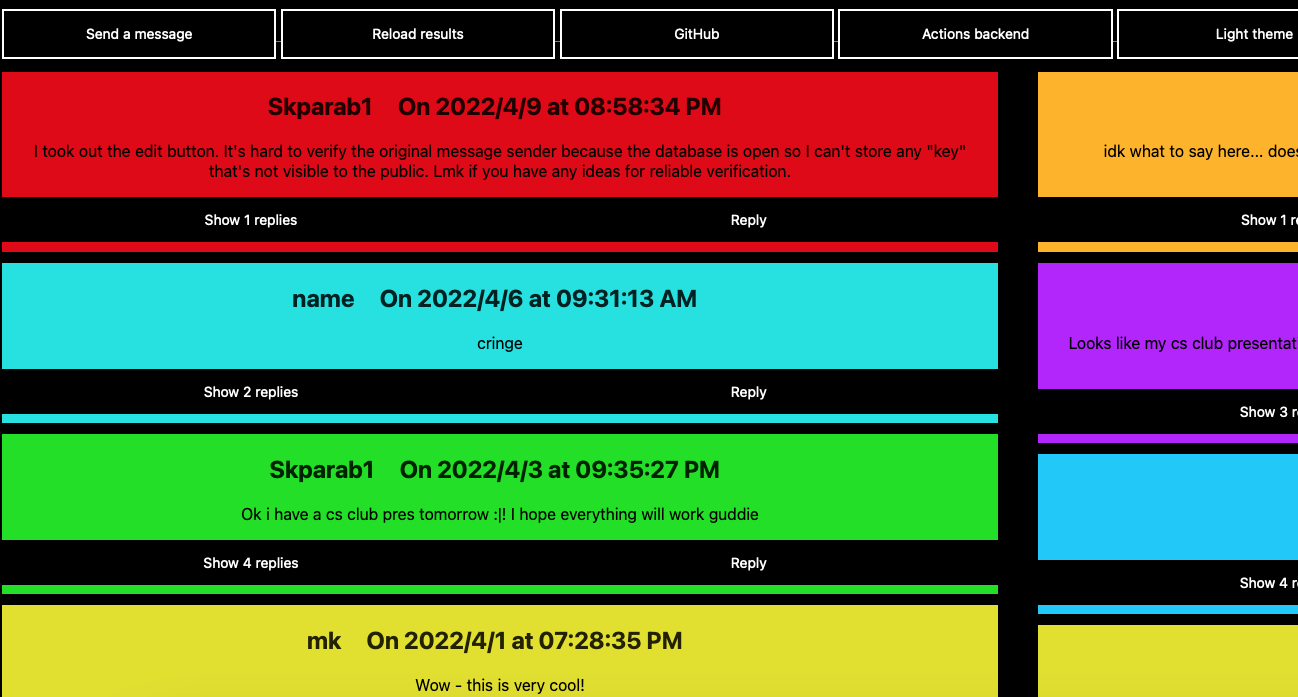 Send a message
Reload results
GitHub
Actions backend
Light theme
Skparab1 On 2022/4/9 at 08:58:34 PM
I took out the edit button. It's hard to verify the original message sender because the database is open so I can't store any "key"
that's not visible to the public. Lmk if you have any ideas for reliable verification.
Show 1 replies
Reply
name On 2022/4/6 at 09:31:13 AM
cringe
Show 2 replies
Reply
Skparab1 On 2022/4/3 at 09:35:27 PM
Ok i have a cs club pres tomorrow :|! I hope everything will work guddie
Show 4 replies
Reply
mk On 2022/4/1 at 07:28:35 PM
Wow - this is very cool!
idk what to say here... does
Show 1 re
Looks like my cs club presentat
Show 3 re
Show 4 re